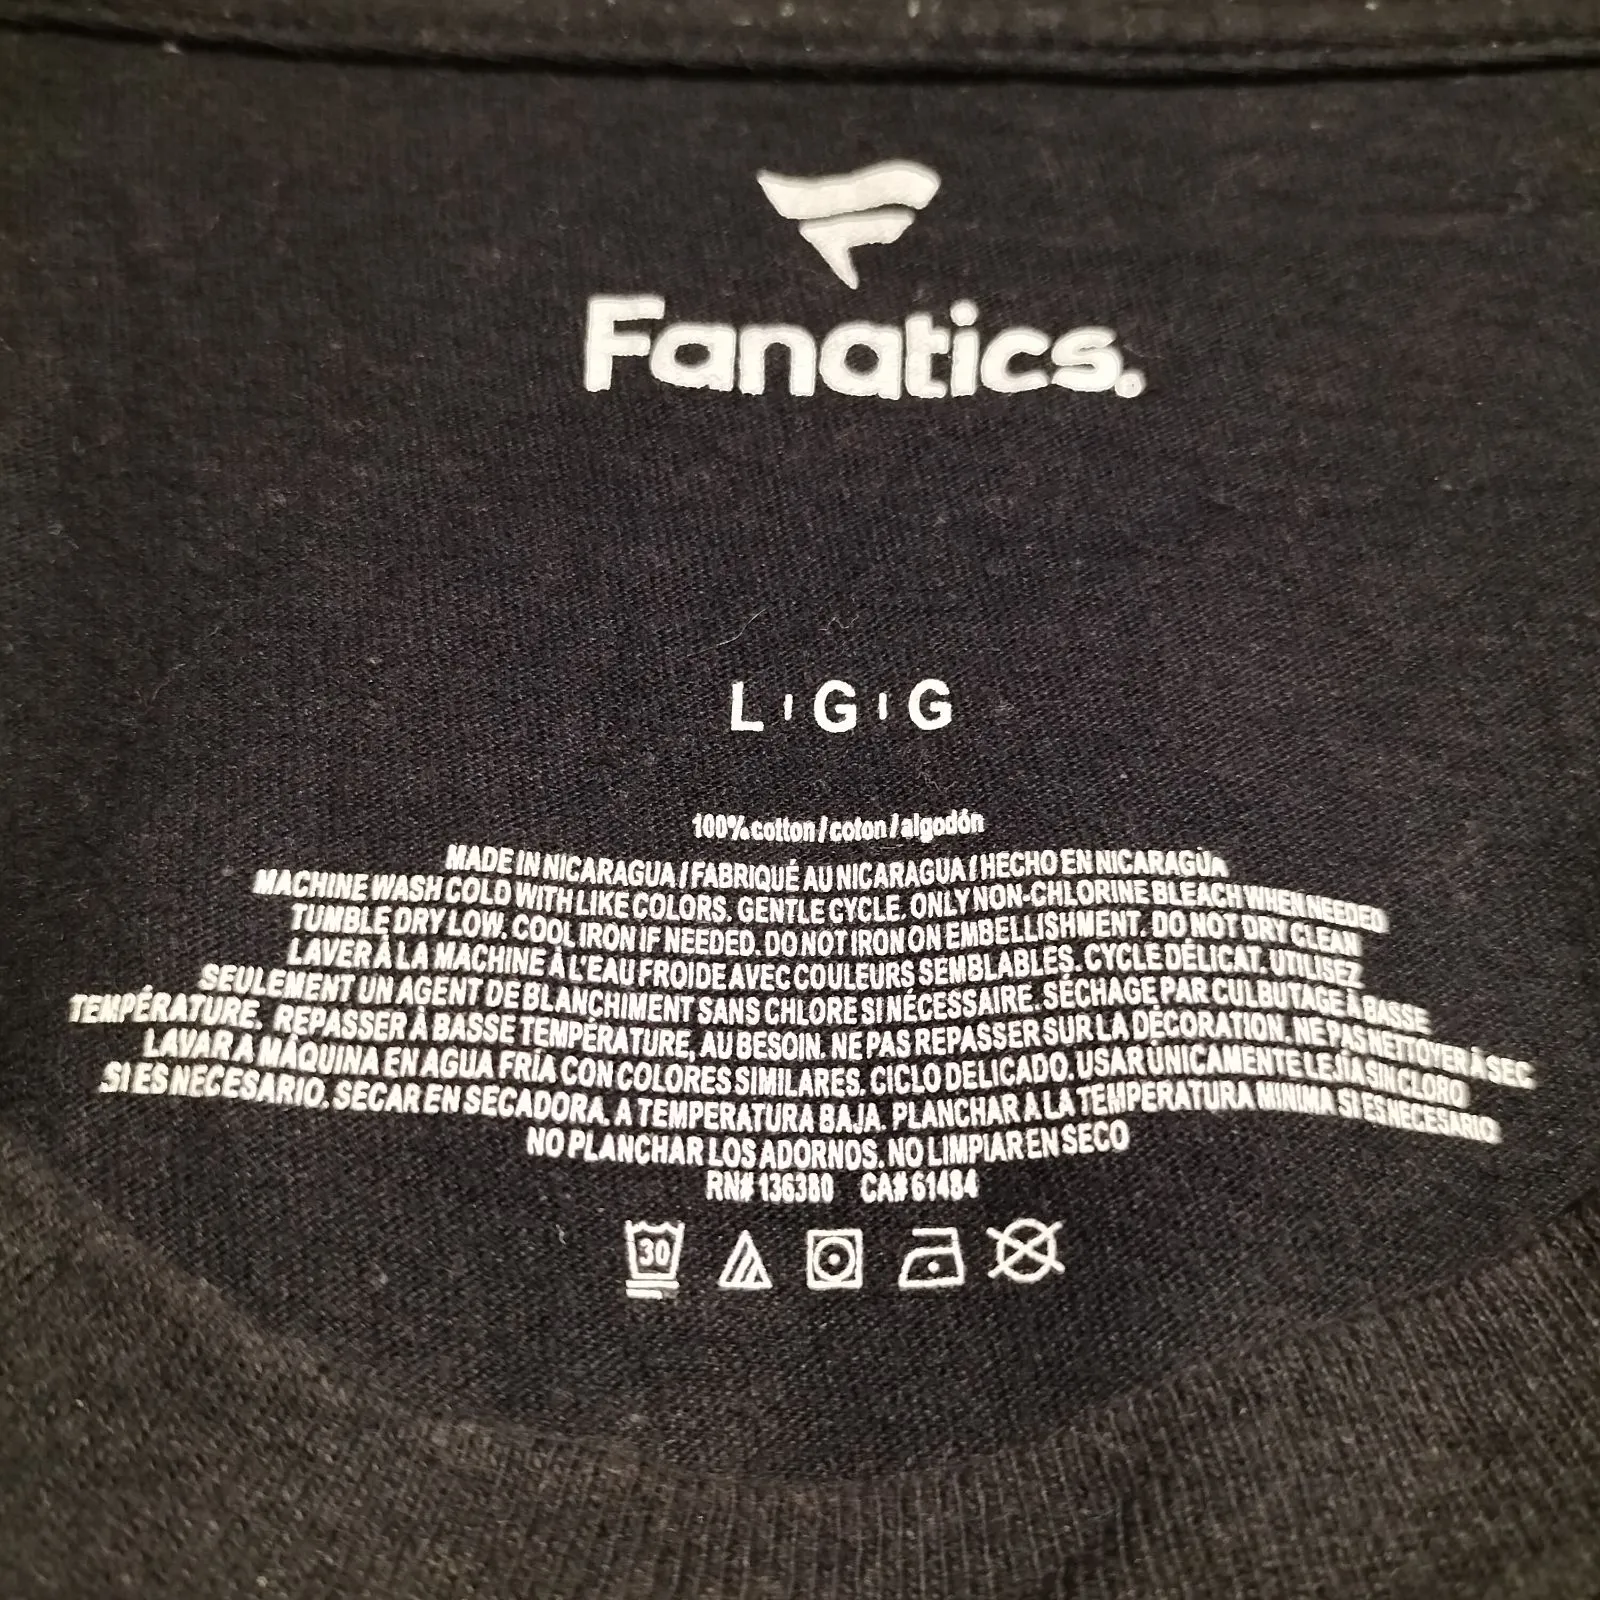 Fanatics.
L | G | G
100% cotton / coton / algodón
MADE IN NICARAGUA / FABRIQUÉ AU NICARAGUA / HECHO EN NICARAGUA
MACHINE WASH COLD WITH LIKE COLORS. GENTLE CYCLE. ONLY NON-CHLORINE BLEACH WHEN NEEDED
TUMBLE DRY LOW. COOL IRON IF NEEDED. DO NOT IRON ON EMBELLISHMENT. DO NOT DRY CLEAN
LAVER À LA MACHINE À L'EAU FROIDE AVEC COULEURS SEMBLABLES. CYCLE DÉLICAT. UTILISEZ
SEULEMENT UN AGENT DE BLANCHIMENT SANS CHLORE SI NÉCESSAIRE. SÉCHAGE PAR CULBUTAGE À BASSE
TEMPÉRATURE. REPASSER À BASSE TEMPÉRATURE, AU BESOIN. NE PAS REPASSER SUR LA DÉCORATION. NE PAS NETTOYER À SEC
LAVAR A MÁQUINA EN AGUA FRÍA CON COLORES SIMILARES. CICLO DELICADO. USAR ÚNICAMENTE LEJÍA SIN CLORO
SI ES NECESARIO. SECAR EN SECADORA. A TEMPERATURA BAJA. PLANCHAR A LA TEMPERATURA MINIMA SI ES NECESARIO
NO PLANCHAR LOS ADORNOS. NO LIMPIAR EN SECO
RN# 136380 CA# 61484
30